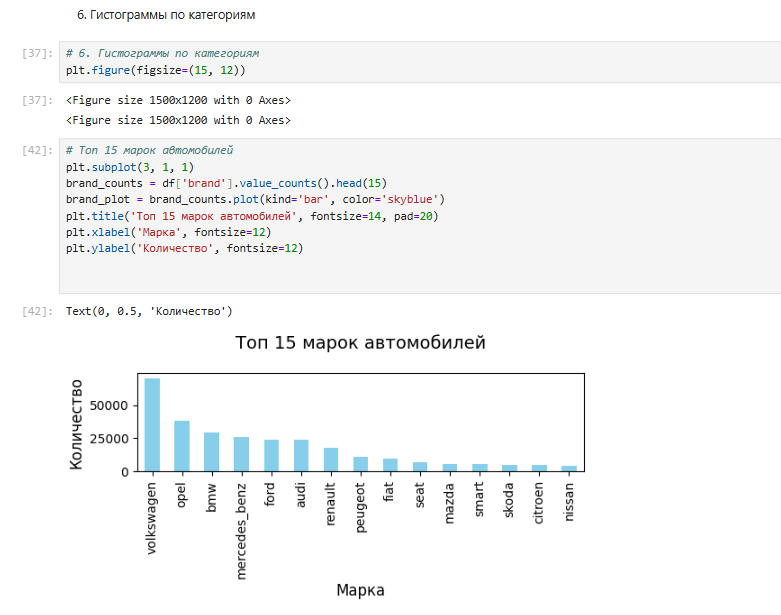 6. Гистограммы по категориям
[37]: # 6. Гистограммы по категориям
plt.figure(figsize=(15, 12))
[37]: <Figure size 1500x1200 with 0 Axes>
<Figure size 1500x1200 with 0 Axes>
[42]: # Топ 15 марок автомобилей
plt.subplot(3, 1, 1)
brand_counts = df['brand'].value_counts().head(15)
brand_plot = brand_counts.plot(kind='bar', color='skyblue')
plt.title('Топ 15 марок автомобилей', fontsize=14, pad=20)
plt.xlabel('Марка', fontsize=12)
plt.ylabel('Количество', fontsize=12)
[42]: Text(0, 0.5, 'Количество')
Топ 15 марок автомобилей
Количество
50000
25000
0
volkswagen
opel
bmw
mercedes_benz
ford
audi
renault
peugeot
fiat
seat
mazda
smart
skoda
citroen
nissan
Марка